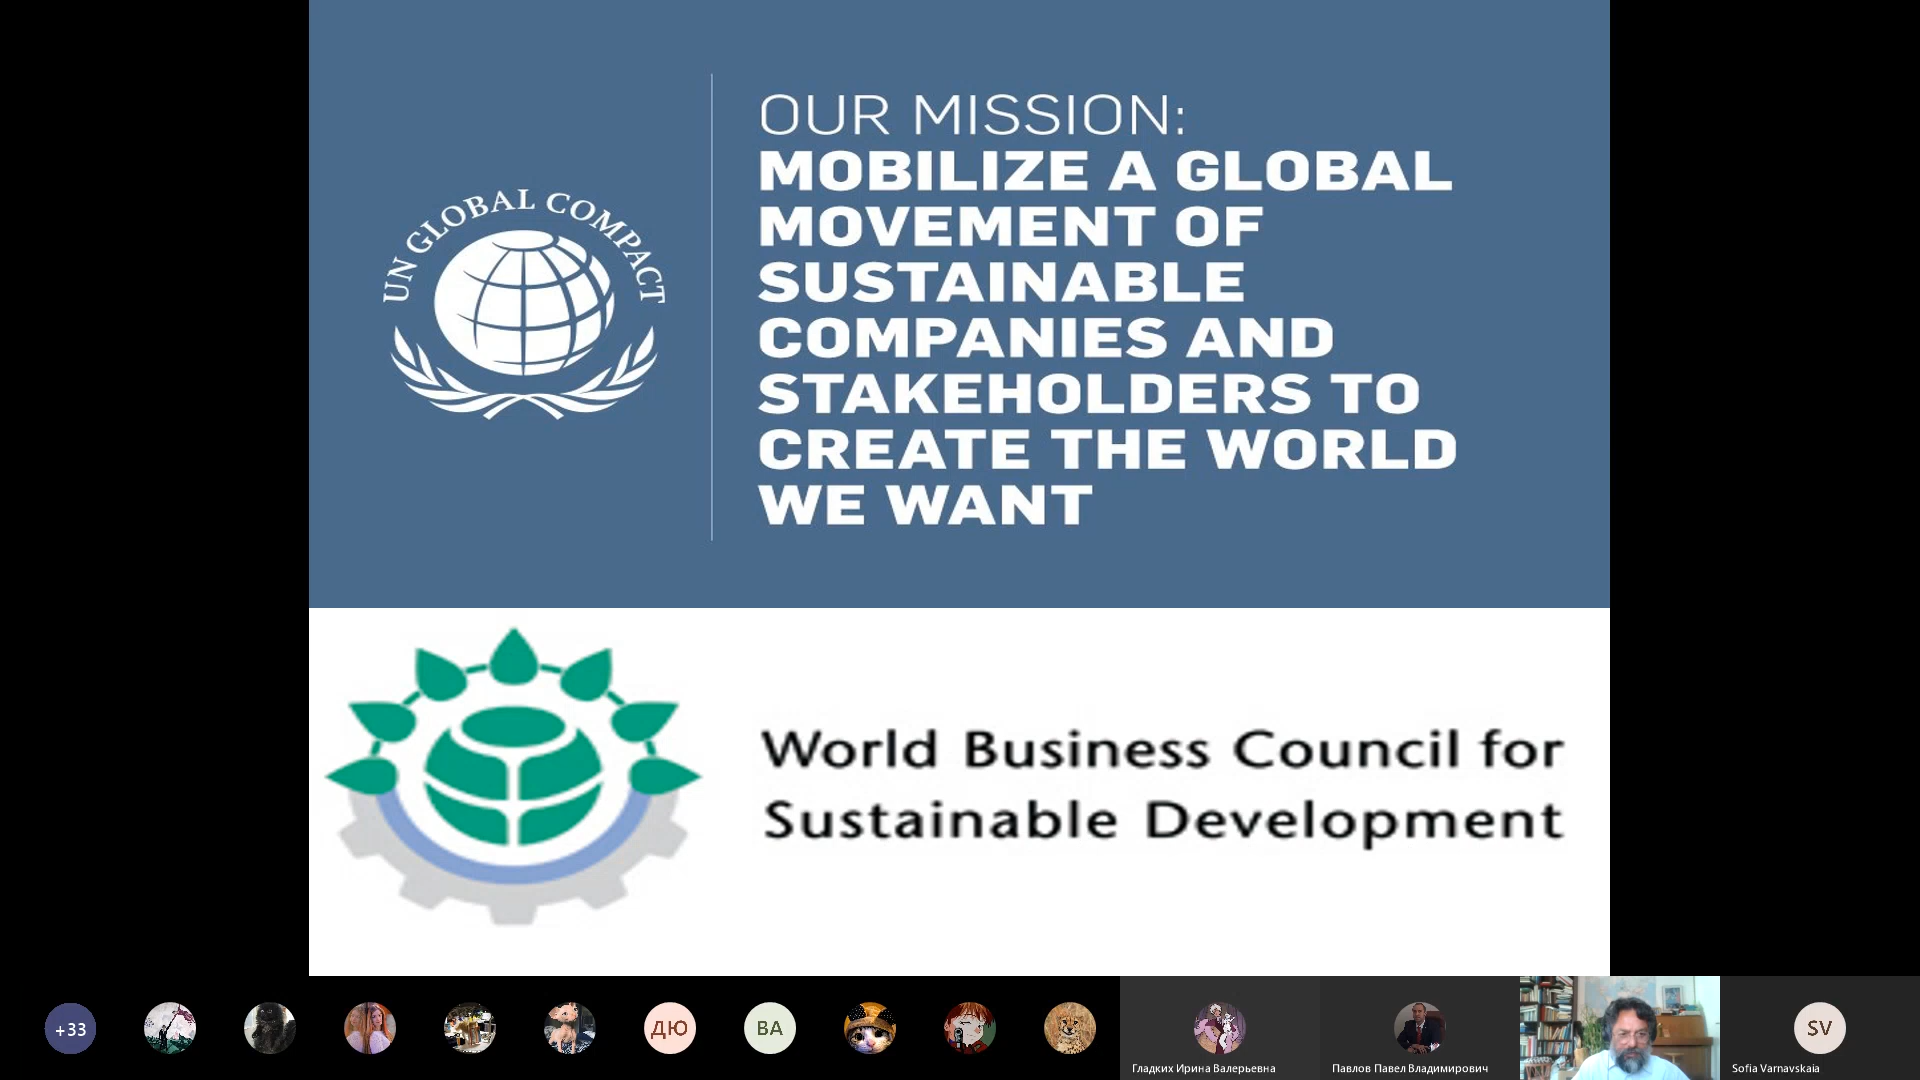 UN GLOBAL COMPACT
OUR MISSION:
MOBILIZE A GLOBAL
MOVEMENT OF
SUSTAINABLE
COMPANIES AND
STAKEHOLDERS TO
CREATE THE WORLD
WE WANT
World Business Council for
Sustainable Development
+33
ДЮ
ВА
SV
Гладких Ирина Валерьевна
Павлов Павел Владимирович
Sofia Varnavskaia